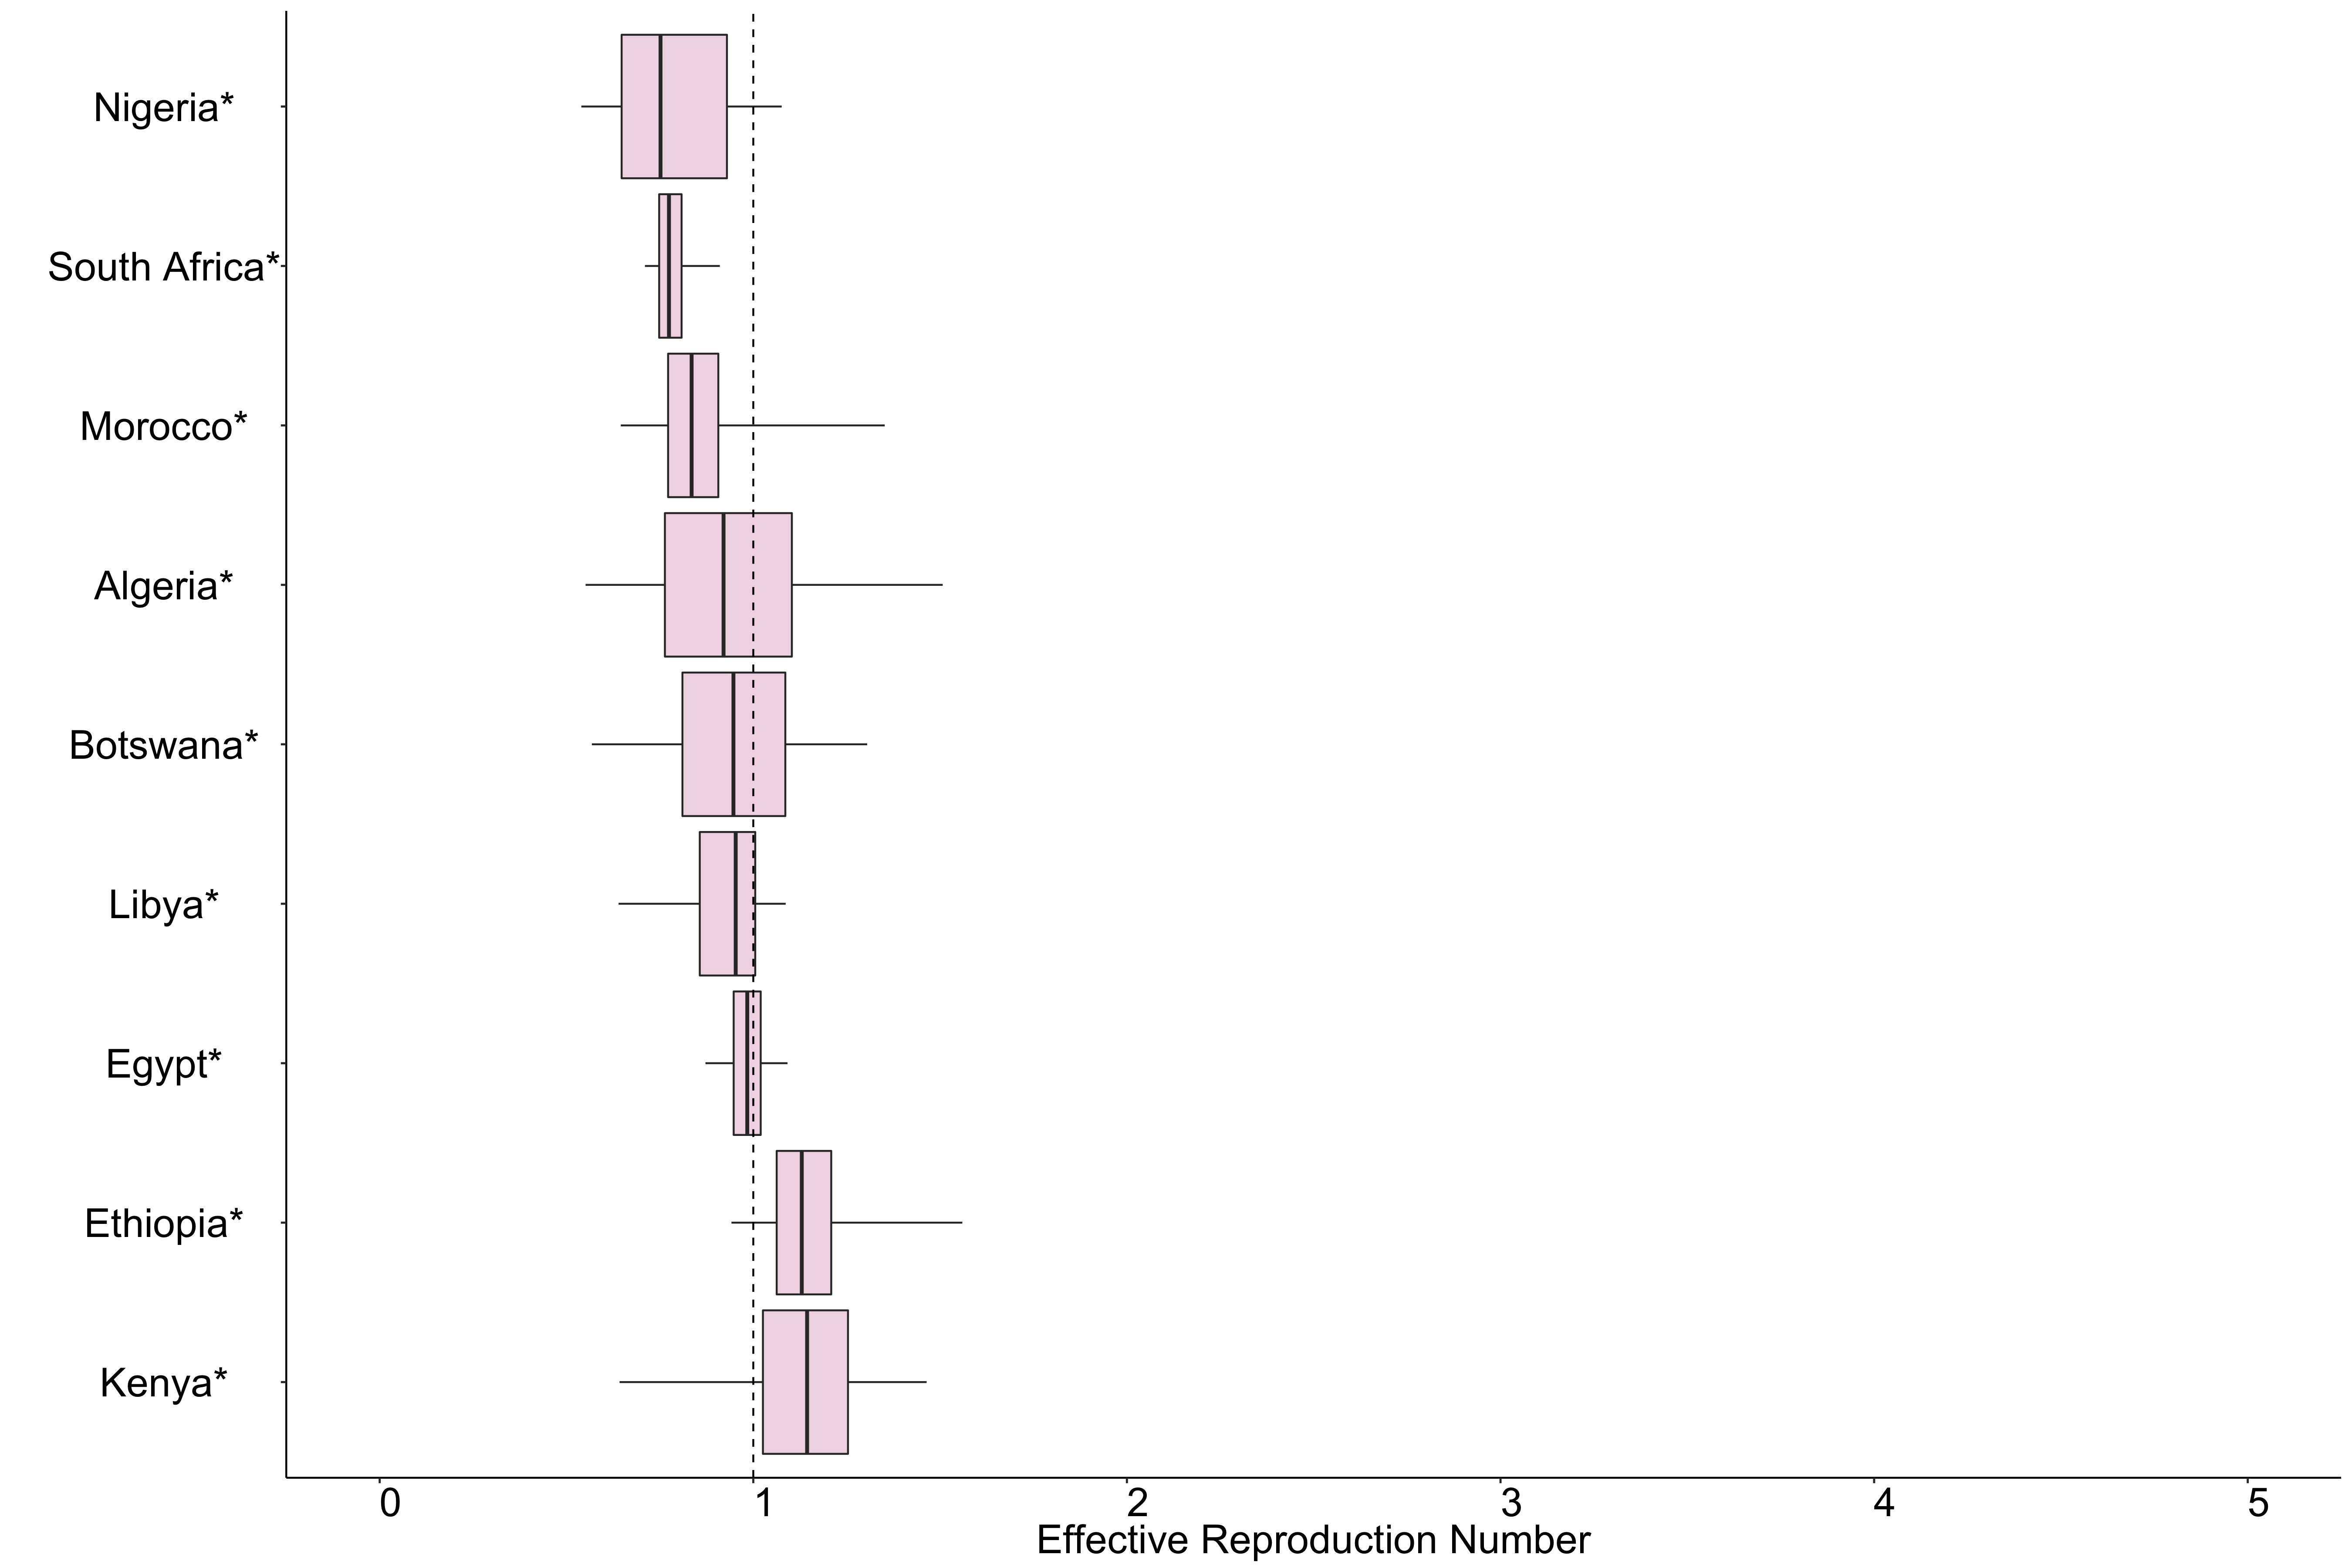 Nigeria*
South Africa*
Morocco*
Algeria*
Botswana*
Libya*
Egypt*
Ethiopia*
Kenya*
0 1 2 3 4 5
Effective Reproduction Number